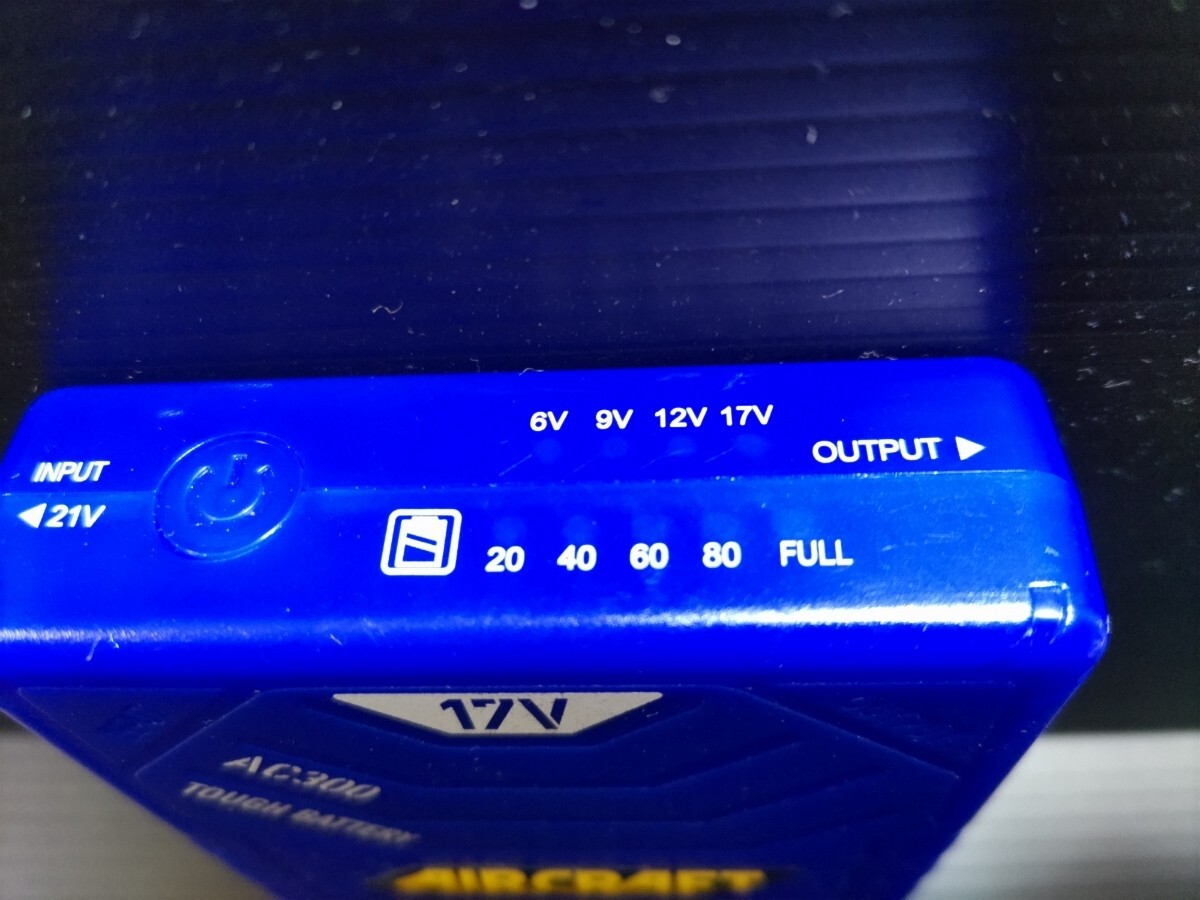 6V 9V 12V 17V
OUTPUT ▶
INPUT
◀21V
20 40 60 80 FULL
17V
AC300
TOUGH BATTERY
AIRCRAFT